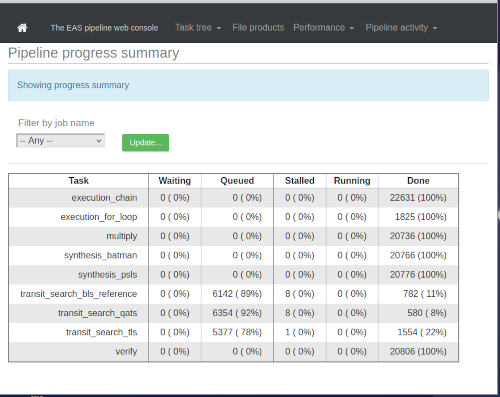 The EAS pipeline web console Task tree File products Performance Pipeline activity
Pipeline progress summary
Showing progress summary
Filter by job name
-- Any -- Update...
Task Waiting Queued Stalled Running Done
execution_chain 0 ( 0%) 0 ( 0%) 0 ( 0%) 0 ( 0%) 22631 (100%)
execution_for_loop 0 ( 0%) 0 ( 0%) 0 ( 0%) 0 ( 0%) 1825 (100%)
multiply 0 ( 0%) 0 ( 0%) 0 ( 0%) 0 ( 0%) 20736 (100%)
synthesis_batman 0 ( 0%) 0 ( 0%) 0 ( 0%) 0 ( 0%) 20766 (100%)
synthesis_psls 0 ( 0%) 0 ( 0%) 0 ( 0%) 0 ( 0%) 20776 (100%)
transit_search_bls_reference 0 ( 0%) 6142 ( 89%) 8 ( 0%) 0 ( 0%) 782 ( 11%)
transit_search_qats 0 ( 0%) 6354 ( 92%) 8 ( 0%) 0 ( 0%) 580 ( 8%)
transit_search_tls 0 ( 0%) 5377 ( 78%) 1 ( 0%) 0 ( 0%) 1554 ( 22%)
verify 0 ( 0%) 0 ( 0%) 0 ( 0%) 0 ( 0%) 20806 (100%)